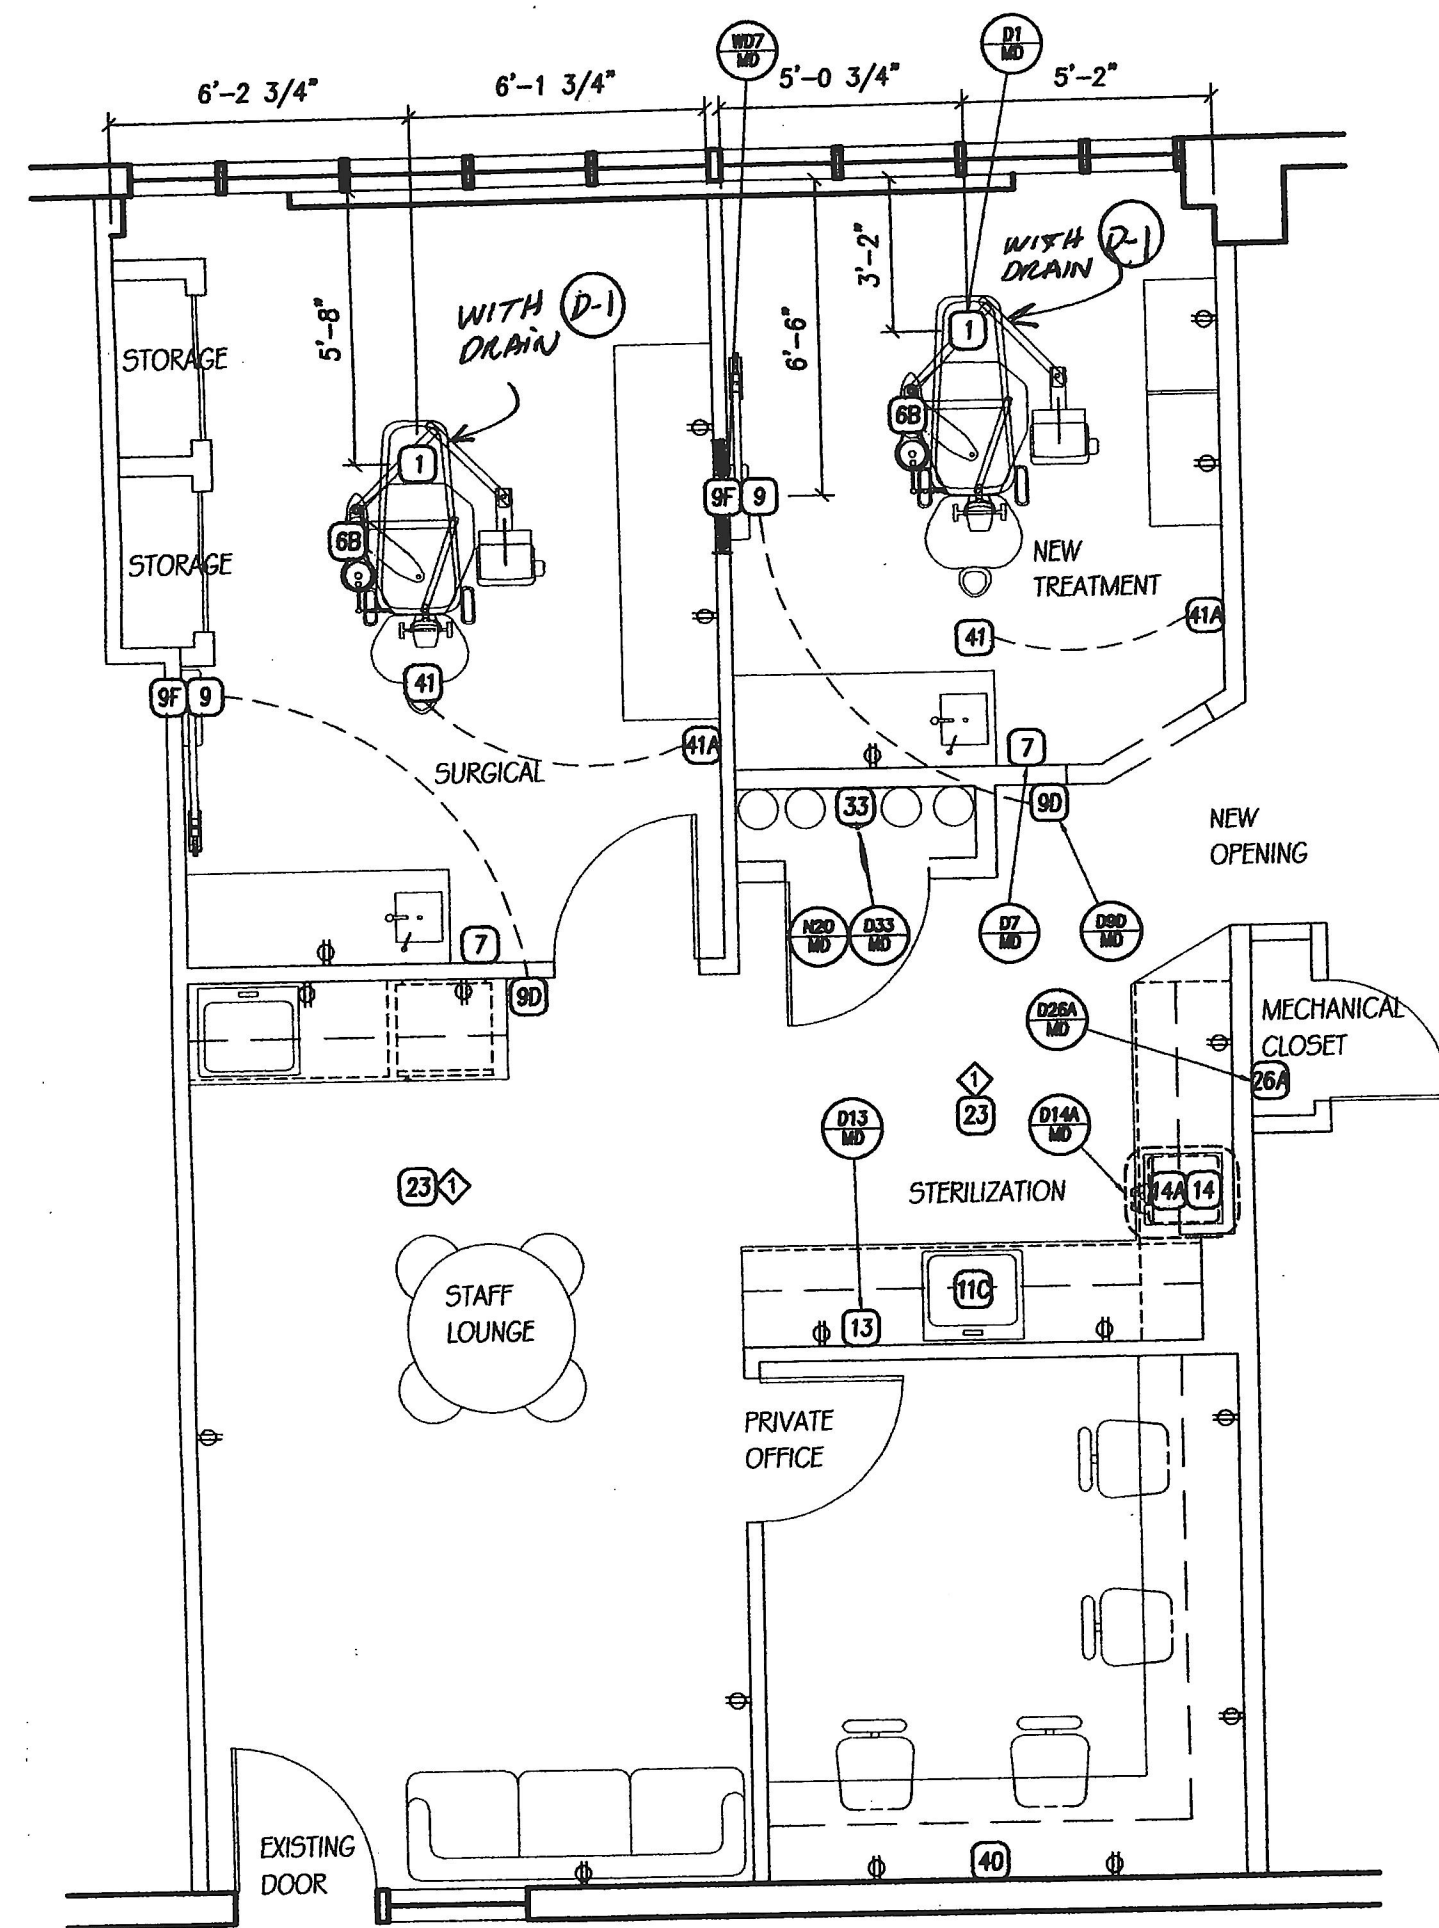 WD7
MD
D1
MD
6'-2 3/4"
6'-1 3/4"
5'-0 3/4"
5'-2"
WITH D-1
DRAIN
WITH D-1
DRAIN
5'-8"
3'-2"
6'-6"
STORAGE
1
6B
1
6B
STORAGE
9F 9
NEW
TREATMENT
41
41A
9F 9
41
41A
SURGICAL
7
33
9D
NEW
OPENING
N20
MD
D33
MD
D7
MD
D9D
MD
7
9D
D26A
MD
MECHANICAL
CLOSET
26A
1
23
D13
MD
D14A
MD
23 1
STERILIZATION
14A 14
11C
13
STAFF
LOUNGE
PRIVATE
OFFICE
EXISTING
DOOR
40